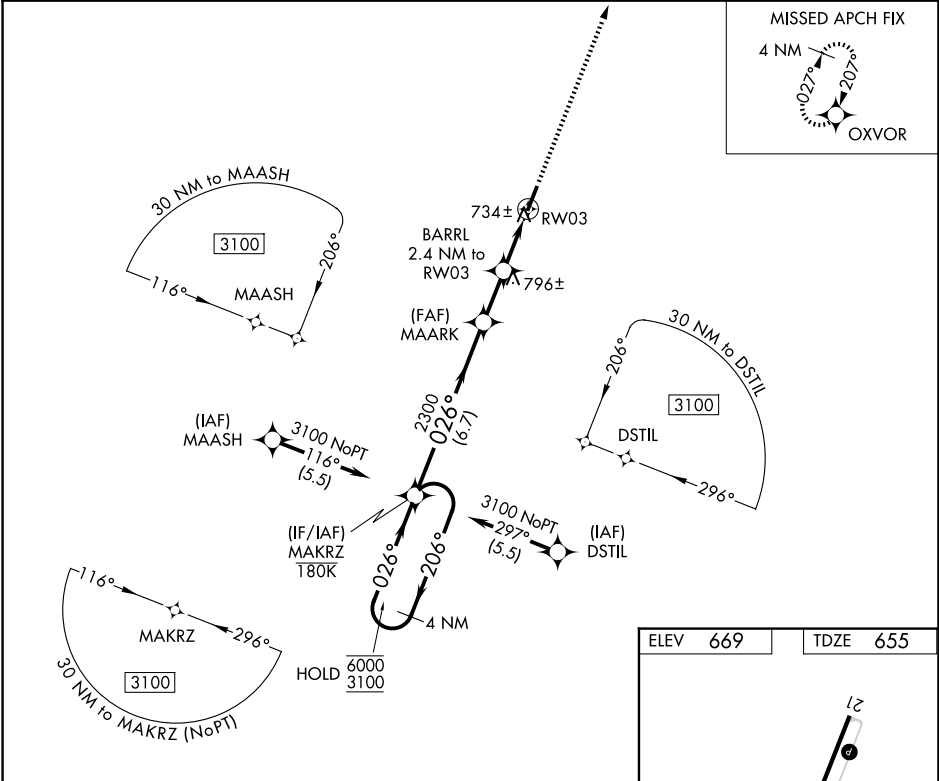 MISSED APCH FIX
4 NM
027°
207°
OXVOR
30 NM to MAASH
3100
206°
116°
MAASH
734±
RW03
BARRL
2.4 NM to
RW03
796±
(FAF)
MAARK
30 NM to DSTIL
206°
3100
DSTIL
296°
(IAF)
MAASH
3100 NoPT
116°
(5.5)
2300
026°
(6.7)
(IF/IAF)
MAKRZ
180K
3100 NoPT
297°
(5.5)
(IAF)
DSTIL
026°
206°
4 NM
HOLD 6000
3100
116°
MAKRZ
296°
3100
30 NM to MAKRZ (NoPT)
ELEV 669
TDZE 655
21
P